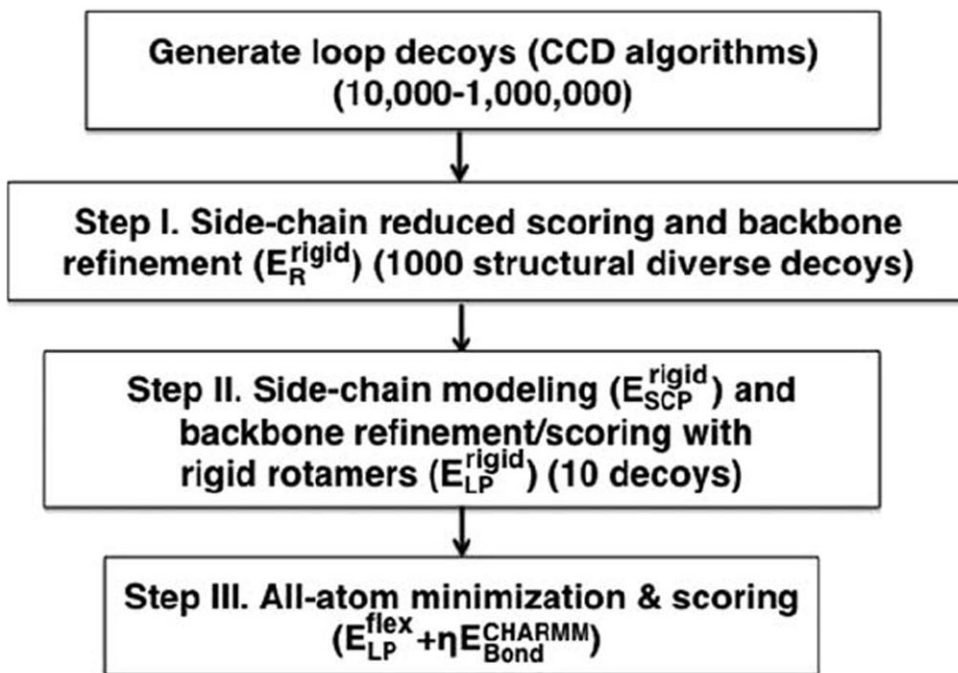 Generate loop decoys (CCD algorithms)
(10,000-1,000,000)
Step I. Side-chain reduced scoring and backbone
refinement (E_R^rigid) (1000 structural diverse decoys)
Step II. Side-chain modeling (E_SCP^rigid) and
backbone refinement/scoring with
rigid rotamers (E_LP^rigid) (10 decoys)
Step III. All-atom minimization & scoring
(E_LP^flex+ηE_Bond^CHARMM)